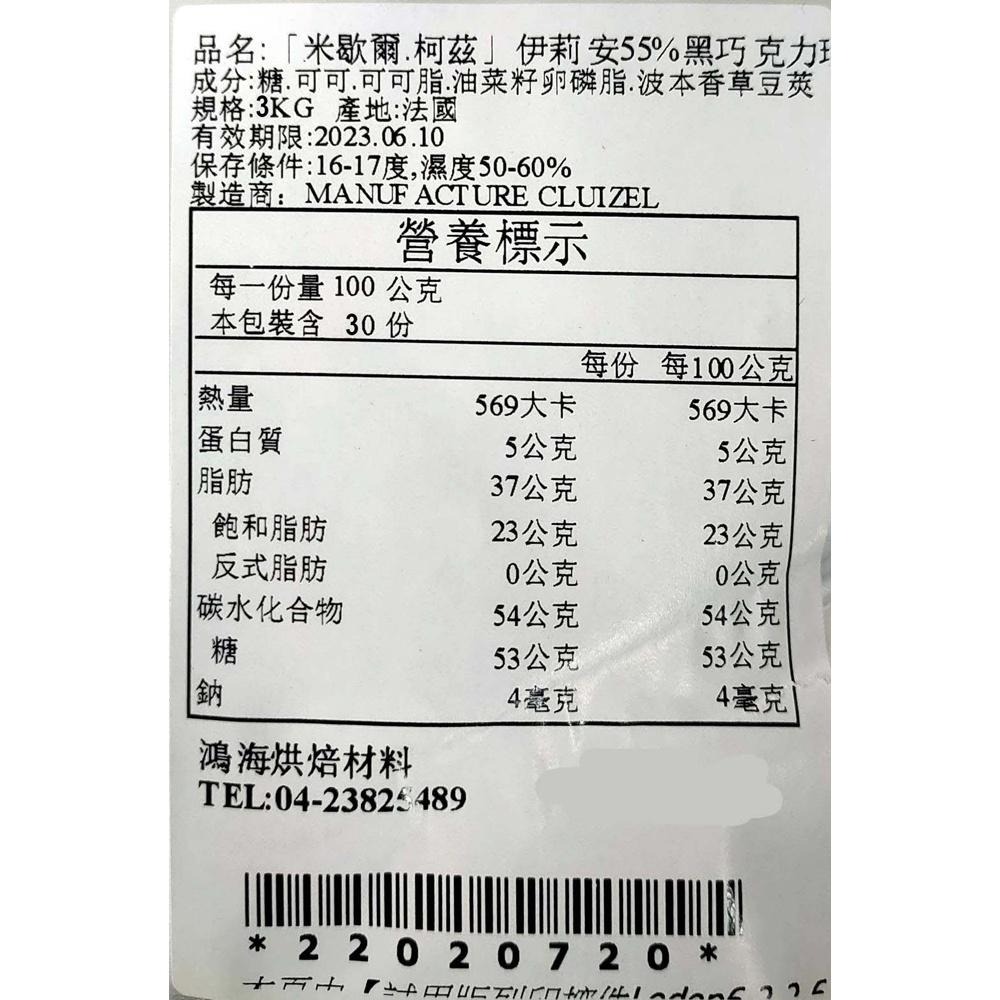 品名:「米歇爾.柯茲」伊莉安55%黑巧克力
成分:糖.可可.可可脂.油菜籽卵磷脂.波本香草豆莢
規格:3KG 產地:法國
有效期限:2023.06.10
保存條件:16-17度,濕度50-60%
製造商: MANUFACTURE CLUIZEL
營養標示
每一份量 100 公克
本包裝含 30 份
每份 每100公克
熱量 569大卡 569大卡
蛋白質 5公克 5公克
脂肪 37公克 37公克
飽和脂肪 23公克 23公克
反式脂肪 0公克 0公克
碳水化合物 54公克 54公克
糖 53公克 53公克
鈉 4毫克 4毫克
鴻海烘焙材料
TEL:04-23825489
*22020720*